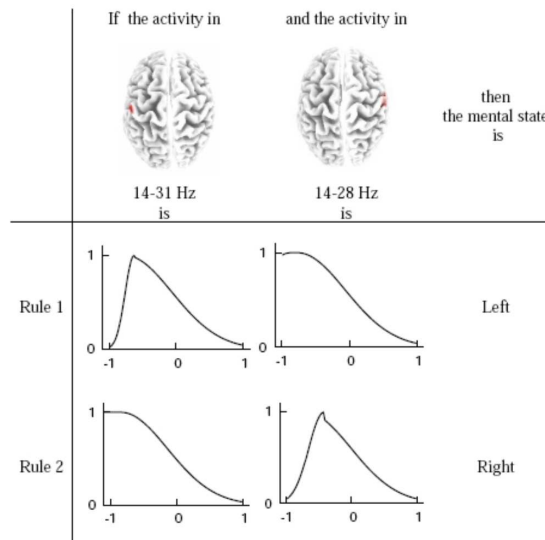 If the activity in
and the activity in
then
the mental state
is
14-31 Hz
is
14-28 Hz
is
Rule 1
1
0
-1 0 1
1
0
-1 0 1
Left
Rule 2
1
0
-1 0 1
1
0
-1 0 1
Right